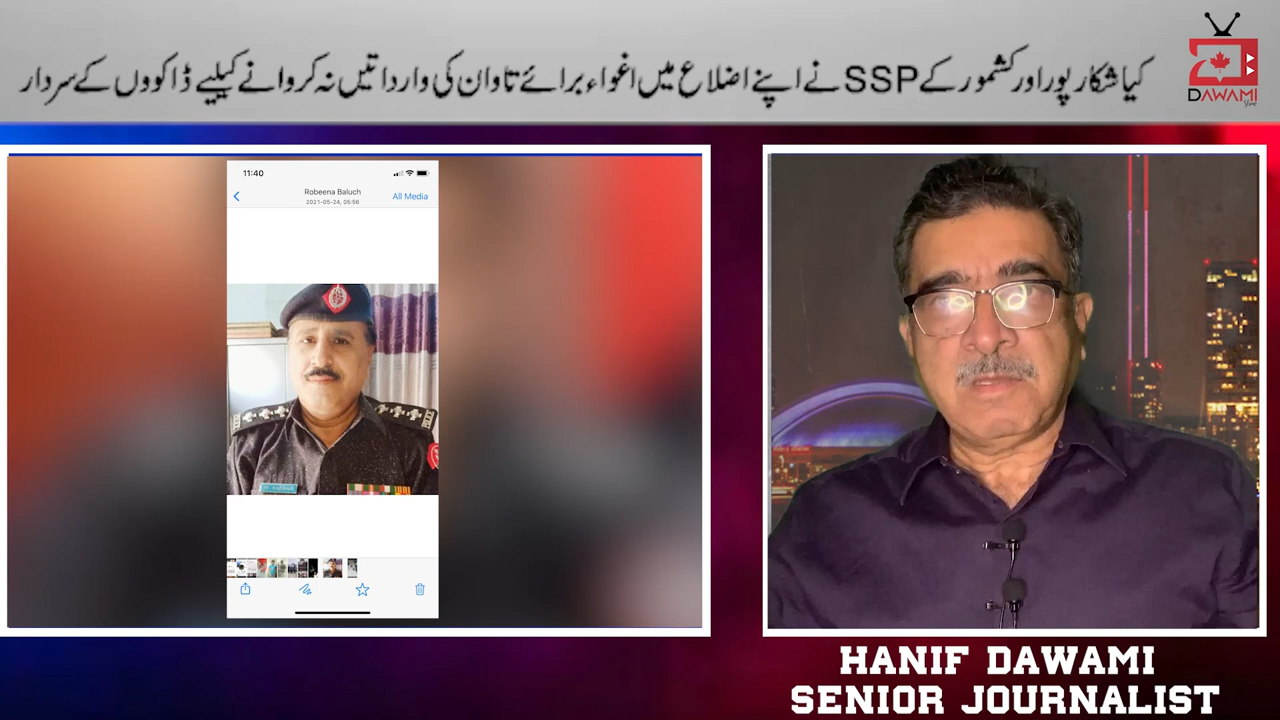 کیا شکارپور اور کشمور کے SSP نے اپنے اضلاع میں اغواء برائے تاوان کی وارداتیں نہ کروانے کیلیے ڈاکووں کے سردار
DAWAMI
11:40
Robeena Baluch
2021-05-24, 05:56
All Media
HANIF DAWAMI
SENIOR JOURNALIST